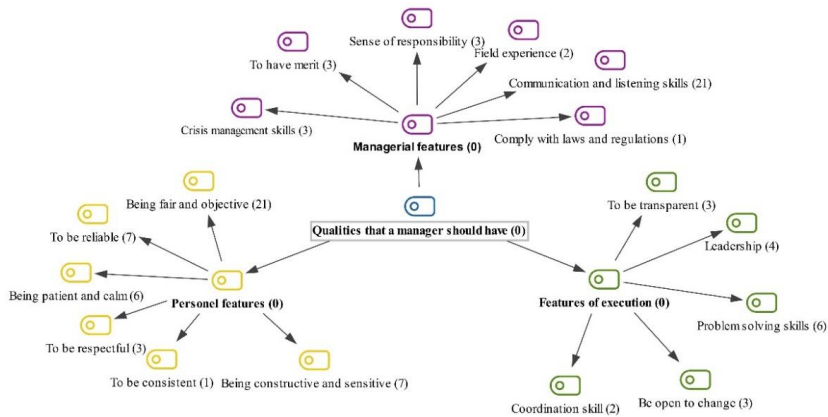 Sense of responsibility (3)
Field experience (2)
To have merit (3)
Communication and listening skills (21)
Crisis management skills (3)
Comply with laws and regulations (1)
Managerial features (0)
Being fair and objective (21)
To be transparent (3)
Qualities that a manager should have (0)
To be reliable (7)
Leadership (4)
Being patient and calm(6)
Personel features (0)
Features of execution (0)
Problem solving skills (6)
To be respectful (3)
To be consistent (1)
Being constructive and sensitive (7)
Coordination skill (2)
Be open to change (3)